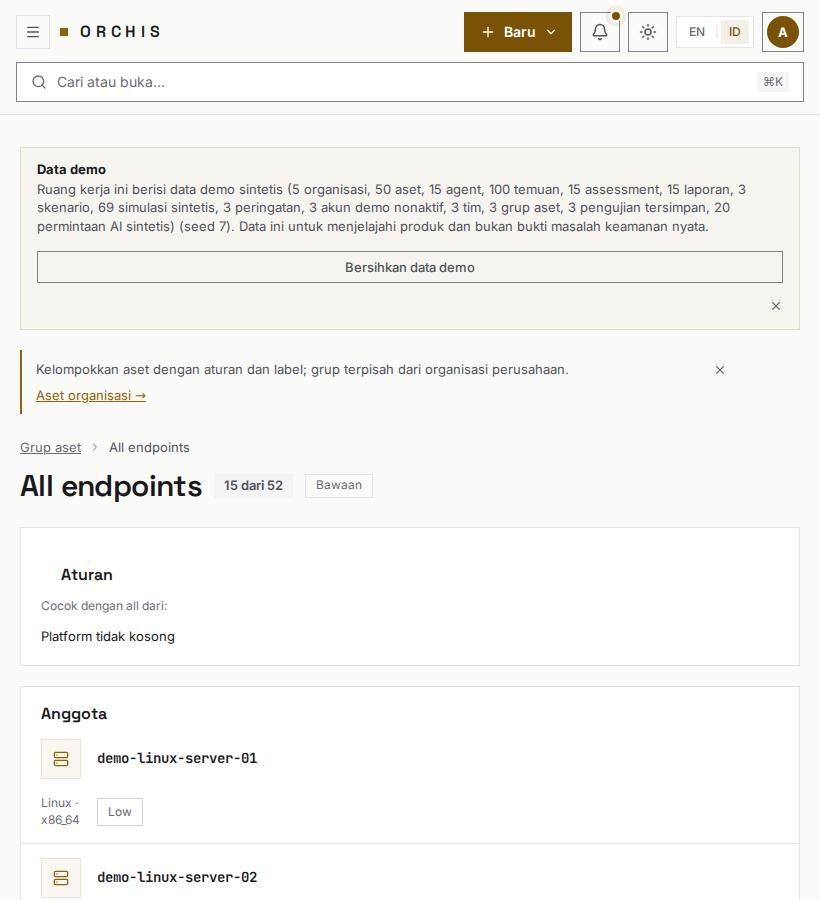 ORCHIS
Baru
EN
ID
A
Cari atau buka...
⌘K
Data demo
Ruang kerja ini berisi data demo sintetis (5 organisasi, 50 aset, 15 agent, 100 temuan, 15 assessment, 15 laporan, 3
skenario, 69 simulasi sintetis, 3 peringatan, 3 akun demo nonaktif, 3 tim, 3 grup aset, 3 pengujian tersimpan, 20
permintaan AI sintetis) (seed 7). Data ini untuk menjelajahi produk dan bukan bukti masalah keamanan nyata.
Bersihkan data demo
Kelompokkan aset dengan aturan dan label; grup terpisah dari organisasi perusahaan.
Aset organisasi →
Grup aset
All endpoints
All endpoints
15 dari 52
Bawaan
Aturan
Cocok dengan all dari:
Platform tidak kosong
Anggota
demo-linux-server-01
Linux ·
x86_64
Low
demo-linux-server-02